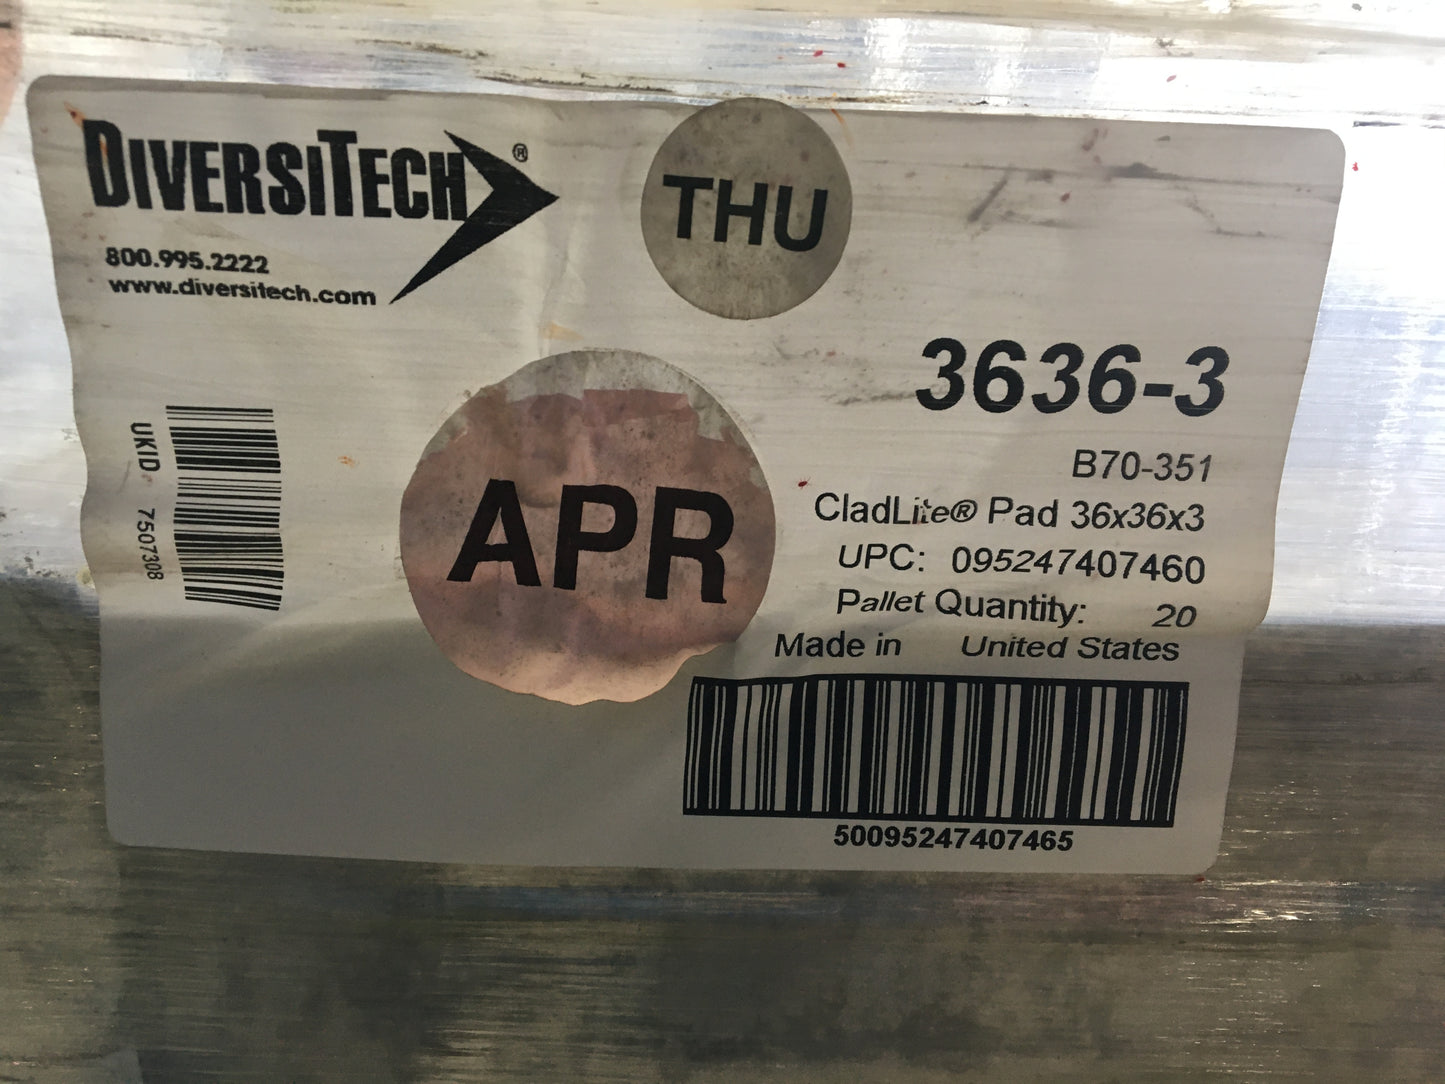 DIVERSITECH®
800.995.2222
www.diversitech.com
THU
3636-3
B70-351
CladLite® Pad 36x36x3
UPC: 095247407460
Pallet Quantity: 20
Made in United States
APR
UKID 7507308
50095247407465